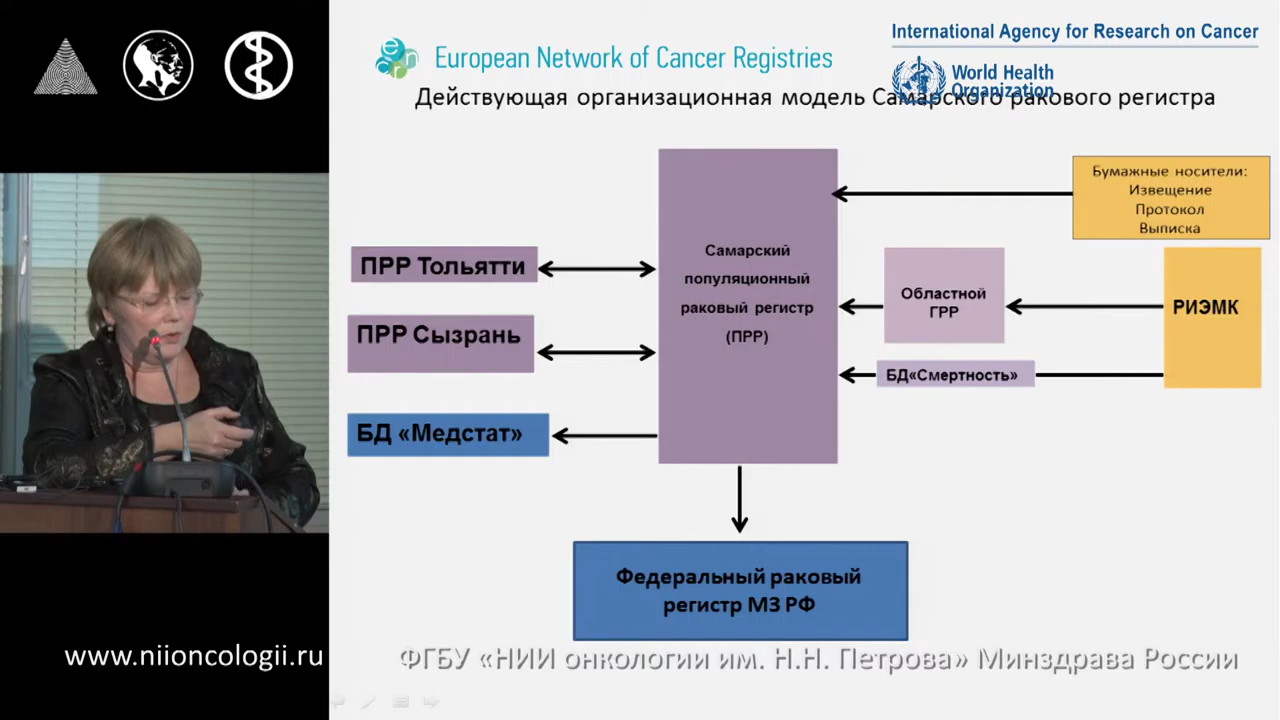 International Agency for Research on Cancer
European Network of Cancer Registries
World Health
Organization
Действующая организационная модель Самарского ракового регистра
Бумажные носители:
Извещение
Протокол
Выписка
Самарский
популяционный
раковый регистр
(ПРР)
ПРР Тольятти
ПРР Сызрань
БД «Медстат»
Областной
ГРР
РИЭМК
БД«Смертность»
Федеральный раковый
регистр МЗ РФ
www.niioncologii.ru
ФГБУ «НИИ онкологии им. Н.Н. Петрова» Минздрава России